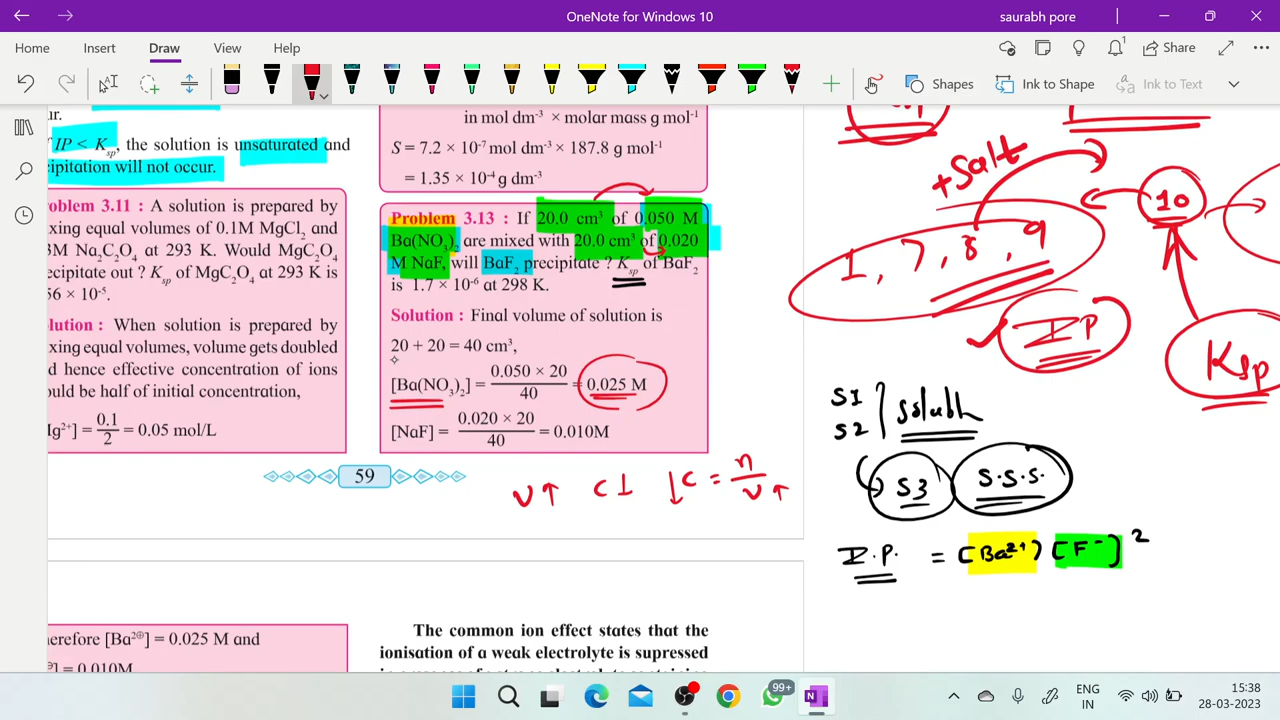 OneNote for Windows 10
saurabh pore
Home Insert Draw View Help
1 Share
Shapes Ink to Shape Ink to Text
ur.
IP < Ksp, the solution is unsaturated and
ipitation will not occur.
oblem 3.11 : A solution is prepared by
xing equal volumes of 0.1M MgCl2 and
M Na2C2O4 at 293 K. Would MgC2O4
ecipitate out ? Ksp of MgC2O4 at 293 K is
56 × 10-5.
lution : When solution is prepared by
xing equal volumes, volume gets doubled
d hence effective concentration of ions
ould be half of initial concentration,
Mg2+] = 0.1/2 = 0.05 mol/L
in mol dm-3 × molar mass g mol-1
S = 7.2 × 10-7 mol dm-3 × 187.8 g mol-1
= 1.35 × 10-4 g dm-3
Problem 3.13 : If 20.0 cm3 of 0.050 M
Ba(NO3)2 are mixed with 20.0 cm3 of 0.020
M NaF, will BaF2 precipitate ? Ksp of BaF2
is 1.7 × 10-6 at 298 K.
Solution : Final volume of solution is
20 + 20 = 40 cm3,
[Ba(NO3)2] = 0.050 × 20/40 = 0.025 M
[NaF] = 0.020 × 20/40 = 0.010M
59
V↑ C↓ ↓C = n/V↑
erefore [Ba2⊕] = 0.025 M and
] = 0.010M
The common ion effect states that the
ionisation of a weak electrolyte is supressed
+Salt
10
1, 7, 8, 9
IP
Ksp
S1
S2
solubl
S3 S.S.S.
I.P. = [Ba2+) [F-]2
99+
ENG
IN
15:38
28-03-2023